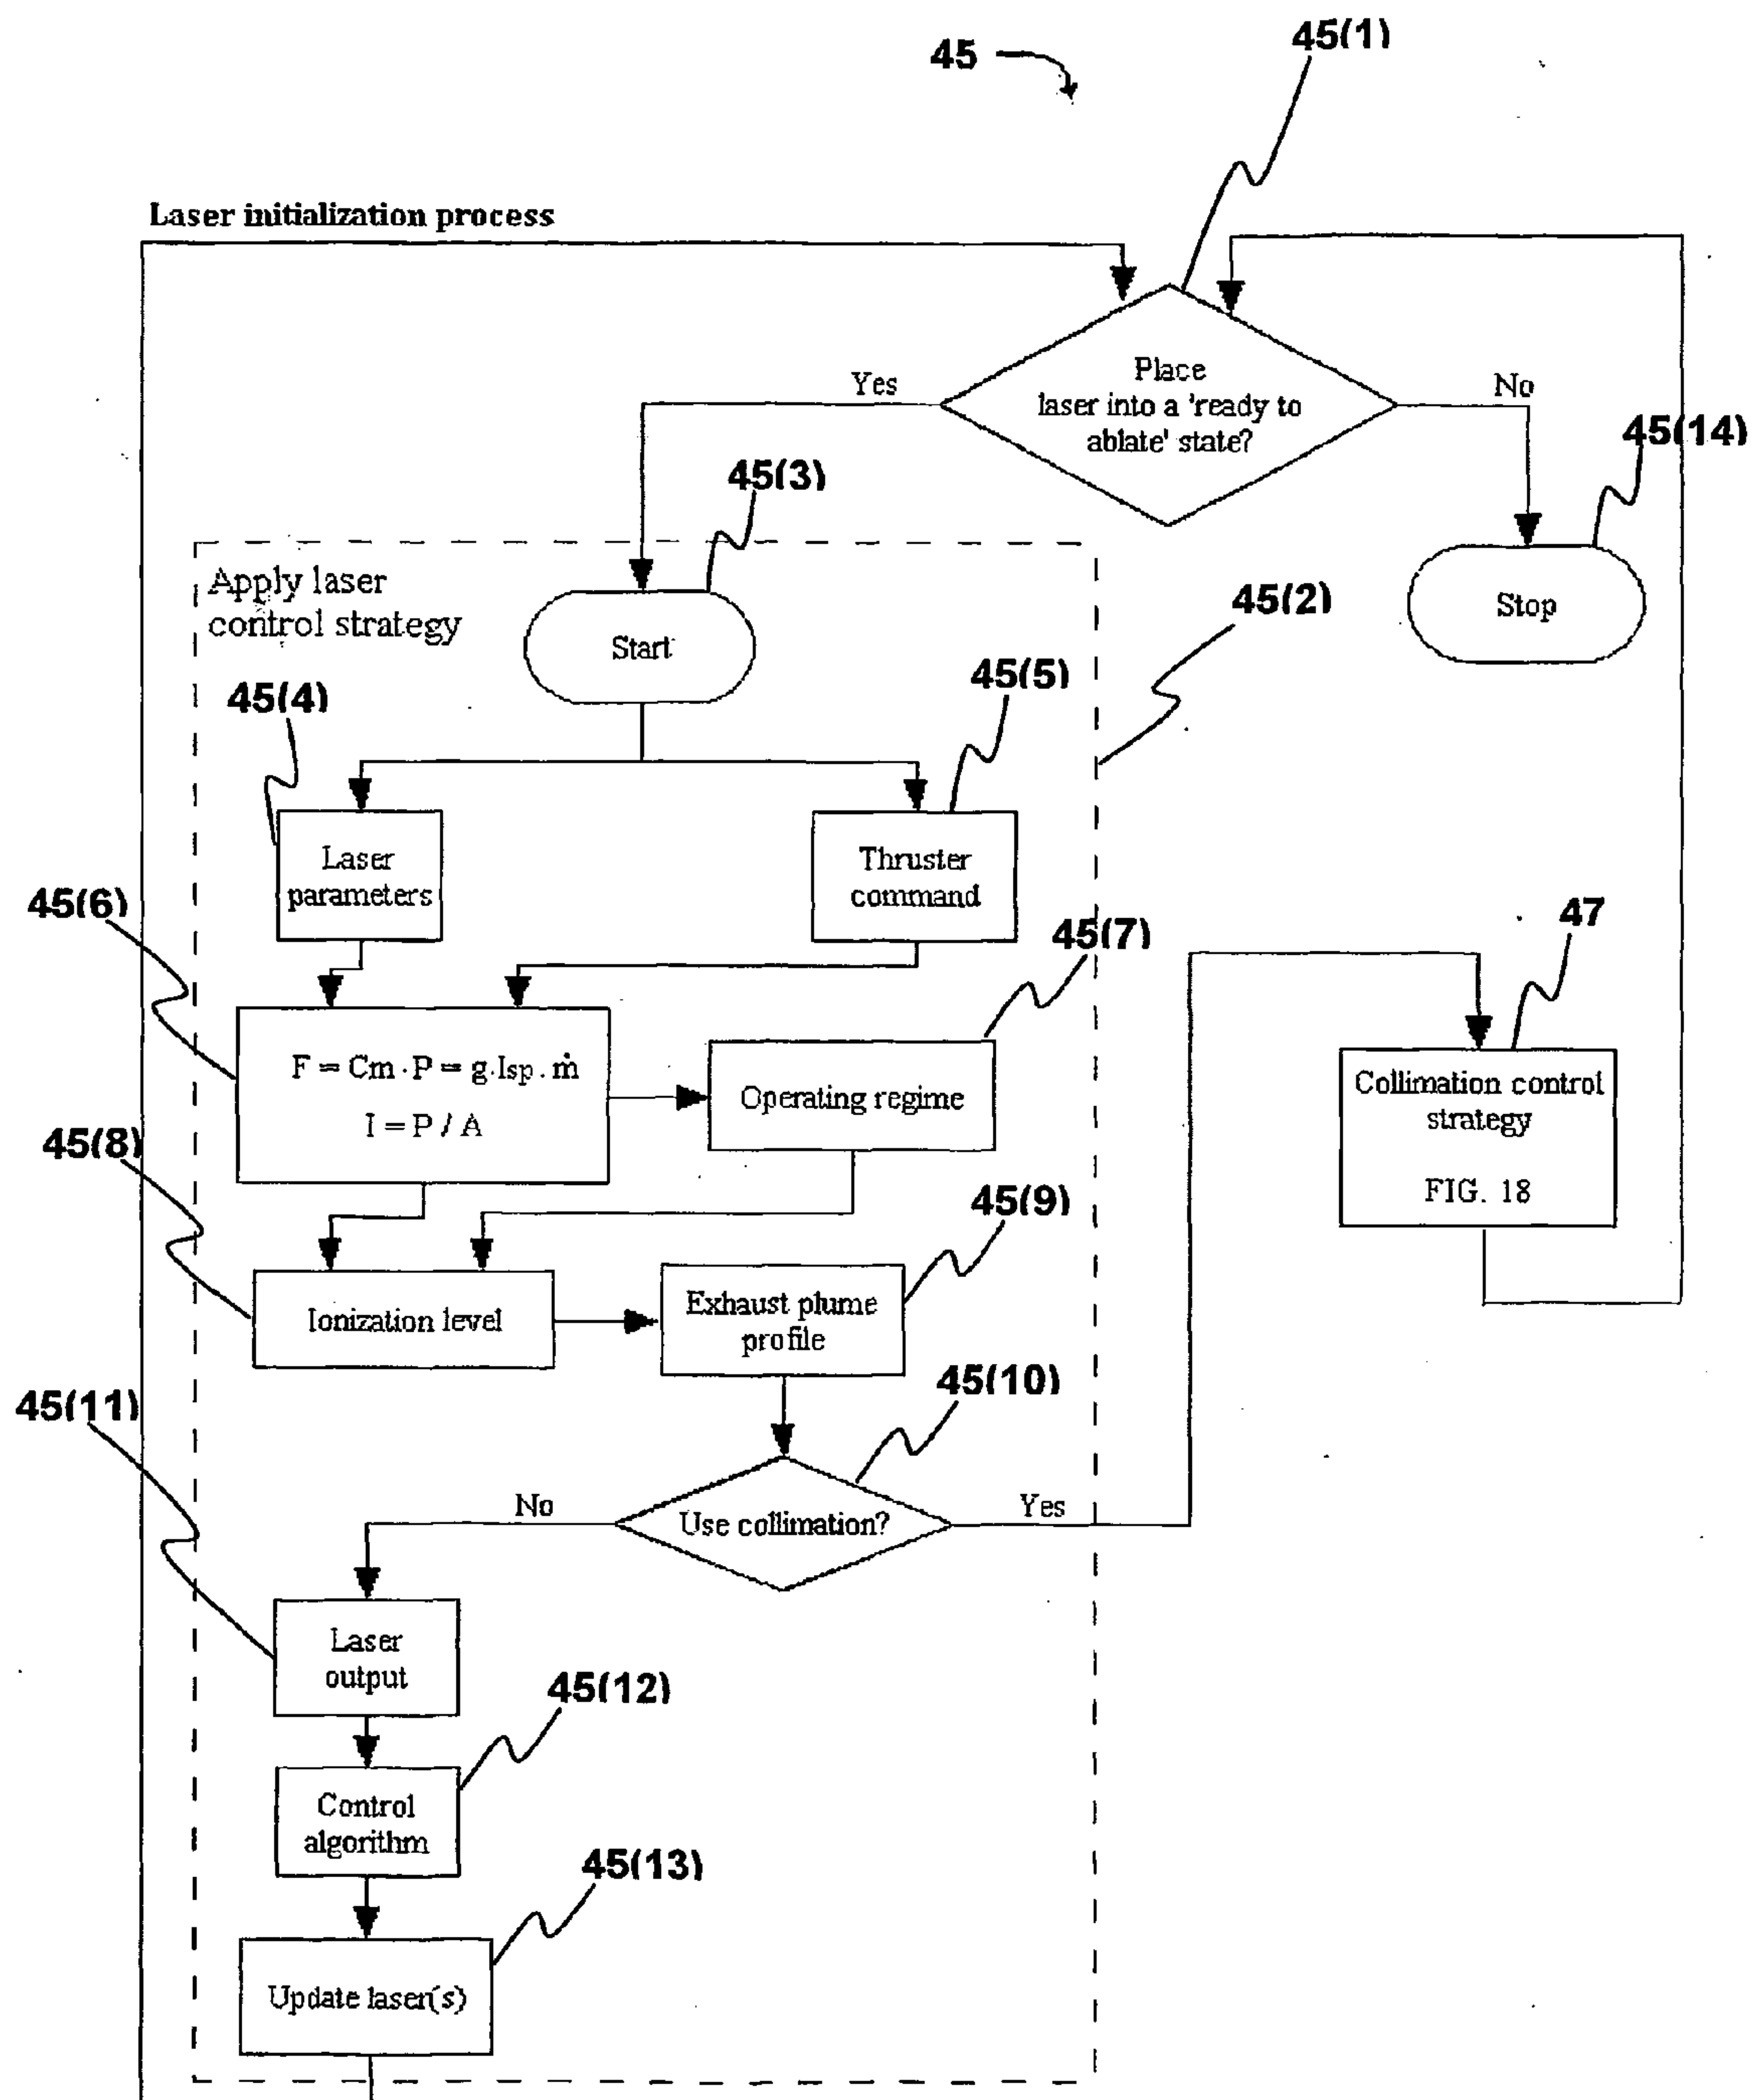 45
45(1)
Laser initialization process
Place
laser into a 'ready to
ablate' state?
Yes
No
45(14)
Stop
45(3)
Apply laser
control strategy
Start
45(2)
45(4)
45(5)
Laser
parameters
Thruster
command
45(6)
45(7)
47
F = Cm · P = g·Isp . ṁ
I = P / A
Operating regime
Collimation control
strategy
FIG. 18
45(8)
45(9)
Ionization level
Exhaust plume
profile
45(10)
45(11)
No
Use collimation?
Yes
Laser
output
45(12)
Control
algorithm
45(13)
Update laser(s)